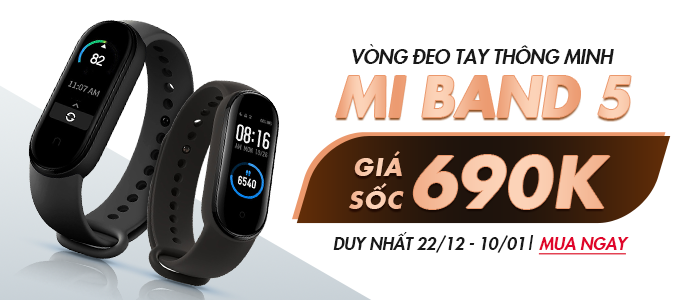 VÒNG ĐEO TAY THÔNG MINH
MI BAND 5
GIÁ SỐC 690K
DUY NHẤT 22/12 - 10/01 | MUA NGAY
82
11:07 AM
08:16
6540